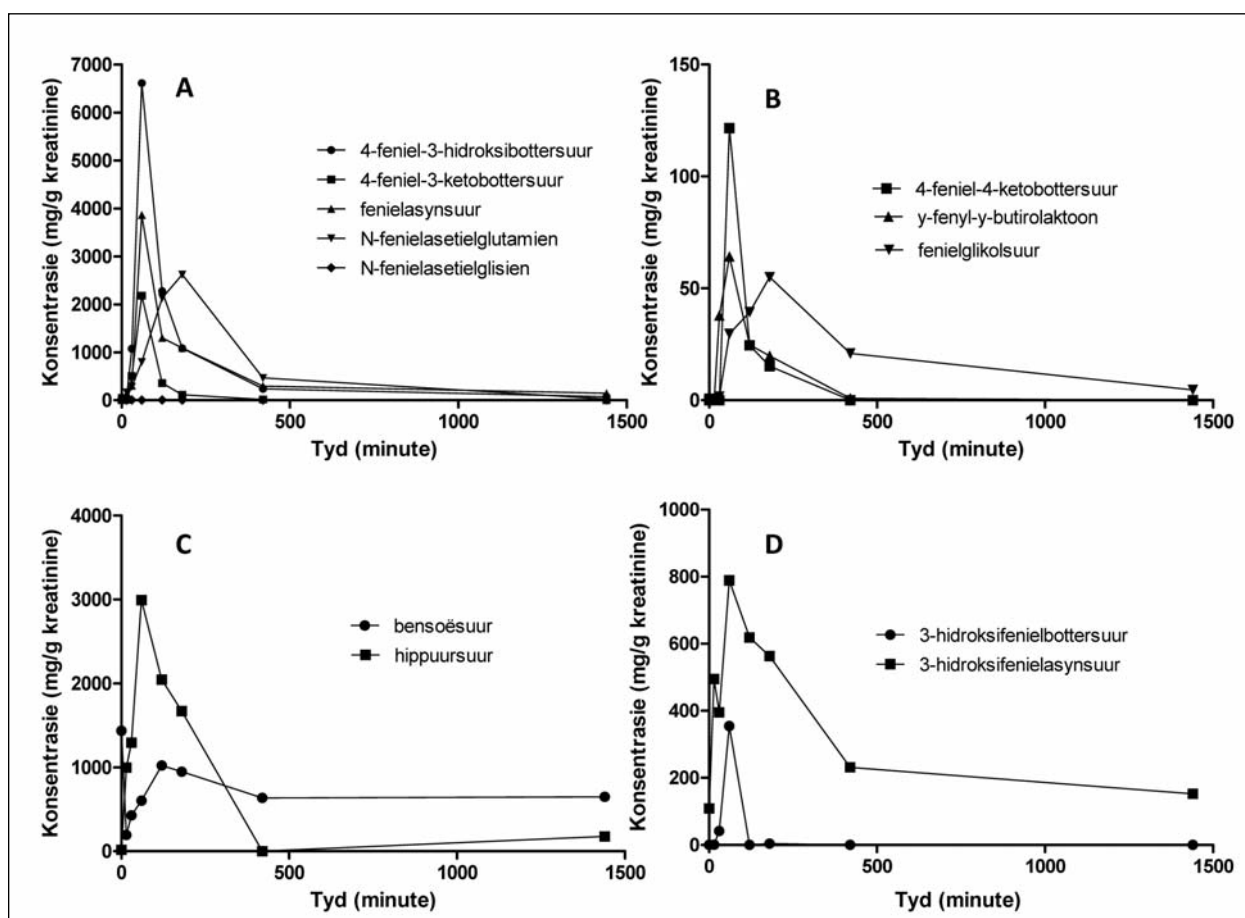 A
Konsentrasie (mg/g kreatinine)
7000
6000
5000
4000
3000
2000
1000
0
0
500
1000
1500
Tyd (minute)
4-feniel-3-hidroksibottersuur
4-feniel-3-ketobottersuur
fenielasynsuur
N-fenielasetielglutamien
N-fenielasetielglisien
B
Konsentrasie (mg/g kreatinine)
150
100
50
0
0
500
1000
1500
Tyd (minute)
4-feniel-4-ketobottersuur
y-fenyl-y-butirolaktoon
fenielglikolsuur
C
Konsentrasie (mg/g kreatinine)
4000
3000
2000
1000
0
0
500
1000
1500
Tyd (minute)
bensoësuur
hippuursuur
D
Konsentrasie (mg/g kreatinine)
1000
800
600
400
200
0
0
500
1000
1500
Tyd (minute)
3-hidroksifenielbottersuur
3-hidroksifenielasynsuur